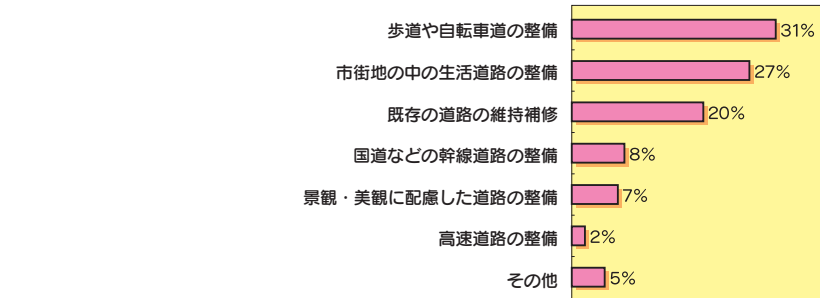 歩道や自転車道の整備 31%
市街地の中の生活道路の整備 27%
既存の道路の維持補修 20%
国道などの幹線道路の整備 8%
景観・美観に配慮した道路の整備 7%
高速道路の整備 2%
その他 5%